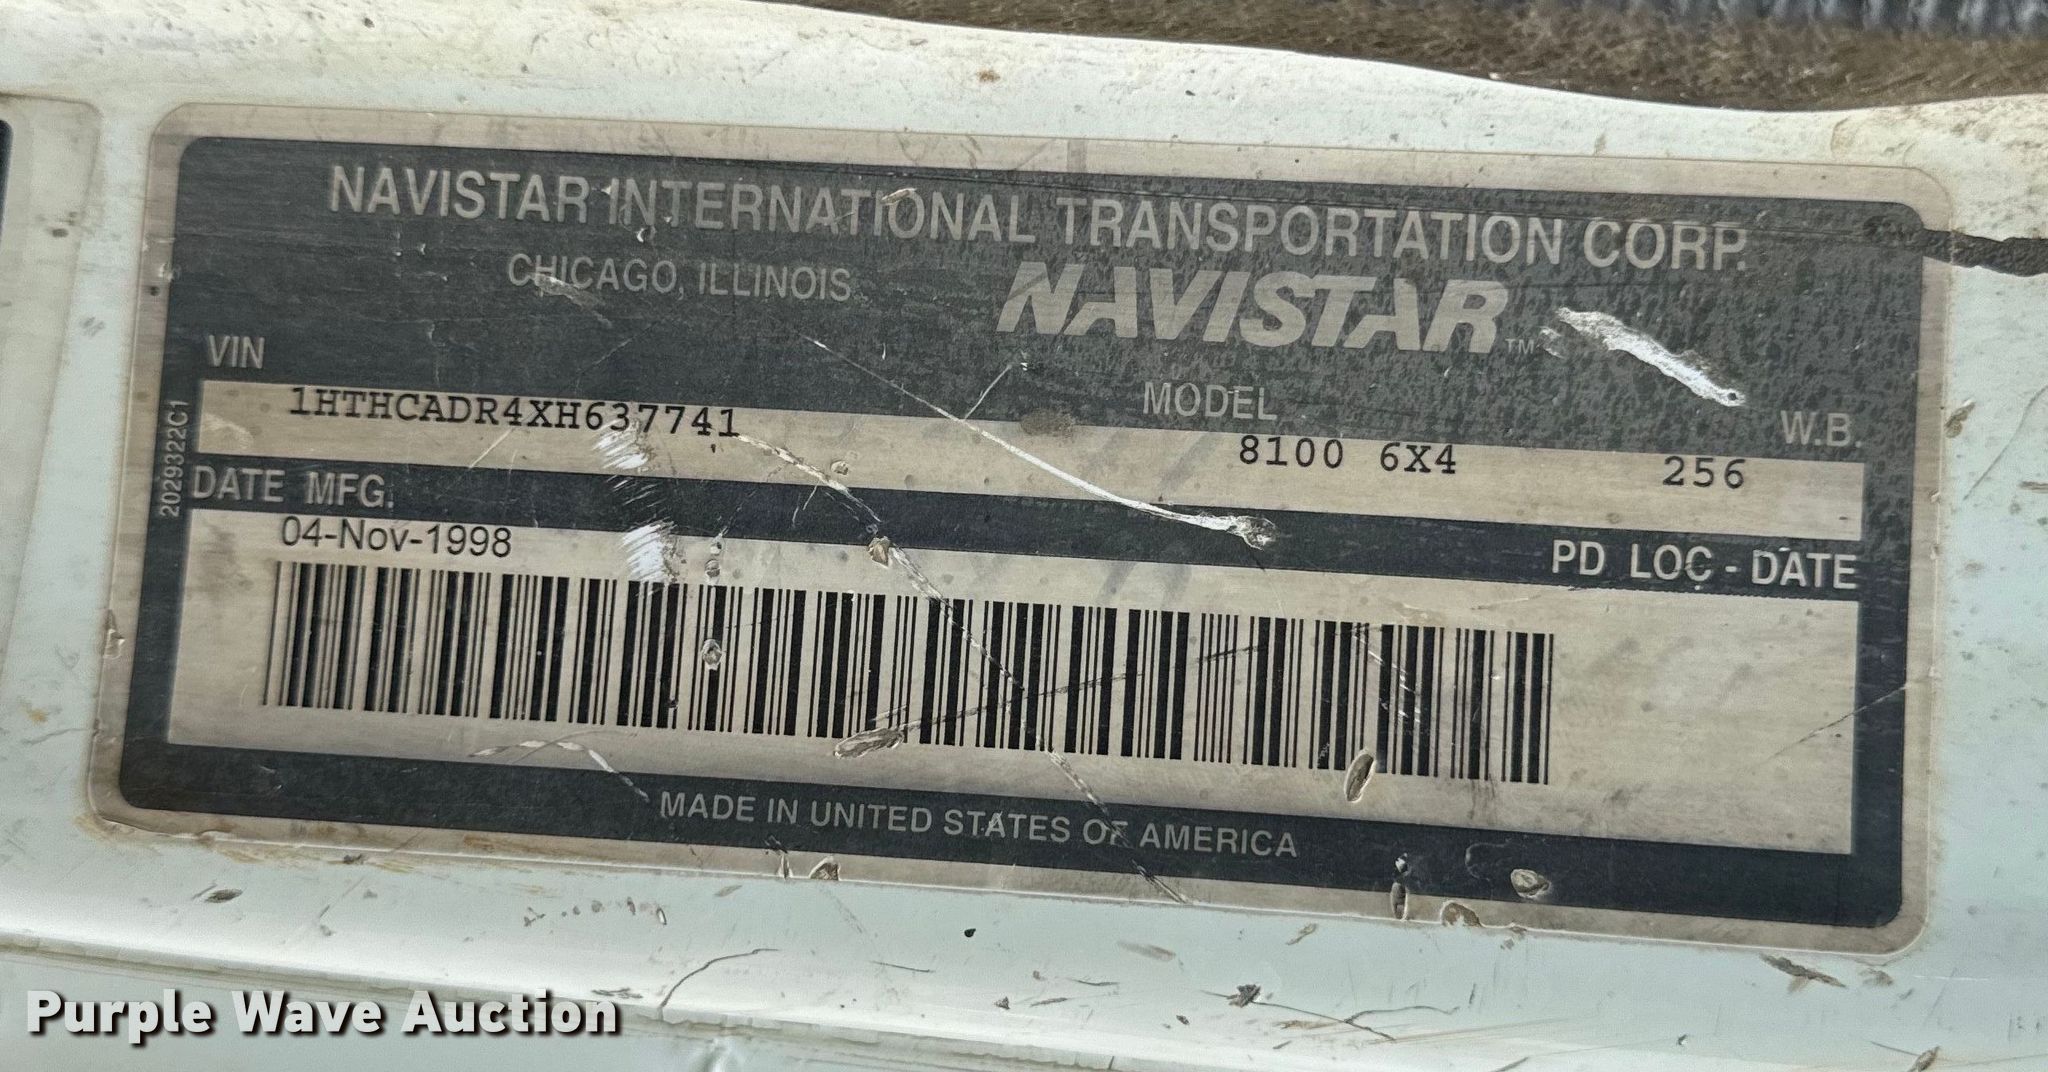 NAVISTAR INTERNATIONAL TRANSPORTATION CORP.
CHICAGO, ILLINOIS
NAVISTAR™
VIN
MODEL
W.B.
1HTHCADR4XH637741
8100 6X4
256
2029322C1
DATE MFG.
PD LOC - DATE
04-Nov-1998
MADE IN UNITED STATES OF AMERICA
Purple Wave Auction